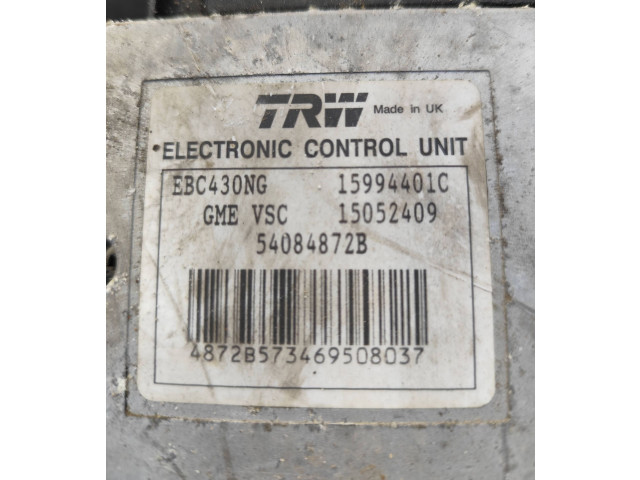 TRW Made in UK
ELECTRONIC CONTROL UNIT
EBC430NG 15994401C
GME VSC 15052409
54084872B
4872B573469508037